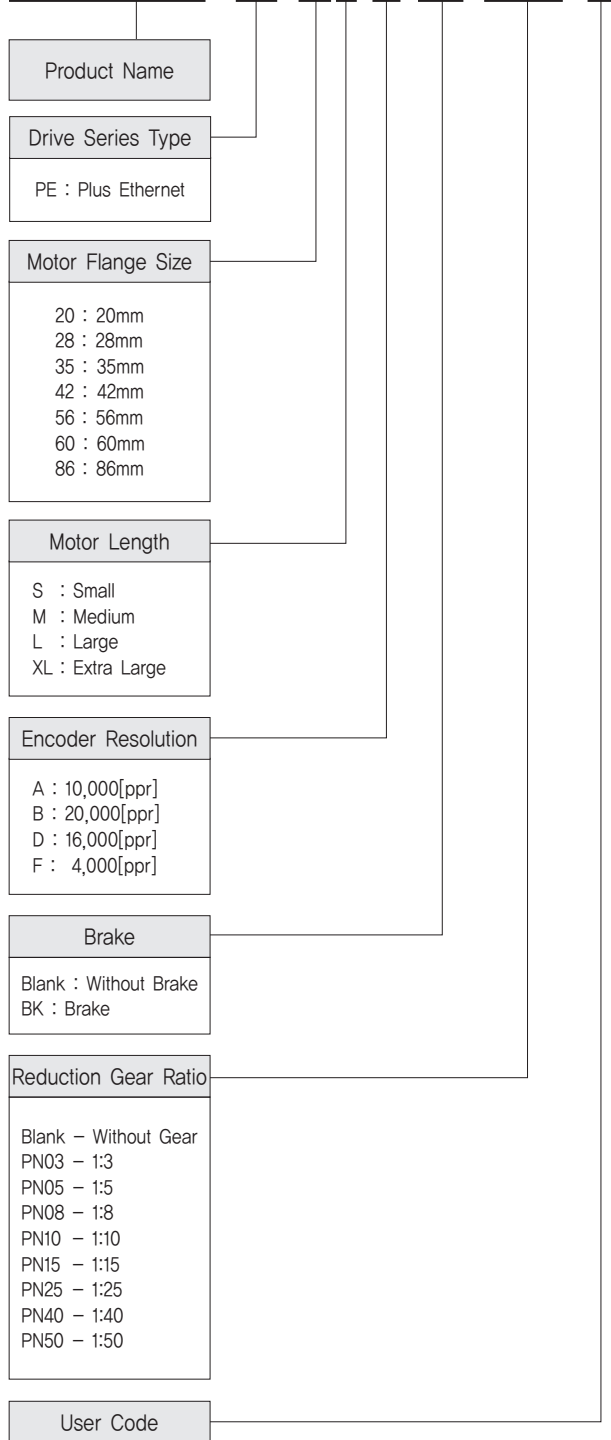 Product Name
Drive Series Type
PE : Plus Ethernet
Motor Flange Size
20 : 20mm
28 : 28mm
35 : 35mm
42 : 42mm
56 : 56mm
60 : 60mm
86 : 86mm
Motor Length
S : Small
M : Medium
L : Large
XL : Extra Large
Encoder Resolution
A : 10,000[ppr]
B : 20,000[ppr]
D : 16,000[ppr]
F : 4,000[ppr]
Brake
Blank : Without Brake
BK : Brake
Reduction Gear Ratio
Blank – Without Gear
PN03 – 1:3
PN05 – 1:5
PN08 – 1:8
PN10 – 1:10
PN15 – 1:15
PN25 – 1:25
PN40 – 1:40
PN50 – 1:50
User Code